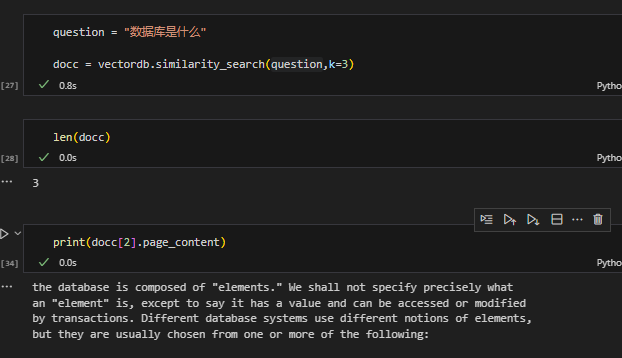 question = "数据库是什么"
docc = vectordb.similarity_search(question,k=3)
[27]
0.8s
Pytho
len(docc)
[28]
0.0s
Pytho
3
print(docc[2].page_content)
[34]
0.0s
Pytho
the database is composed of "elements." We shall not specify precisely what
an "element" is, except to say it has a value and can be accessed or modified
by transactions. Different database systems use different notions of elements,
but they are usually chosen from one or more of the following: